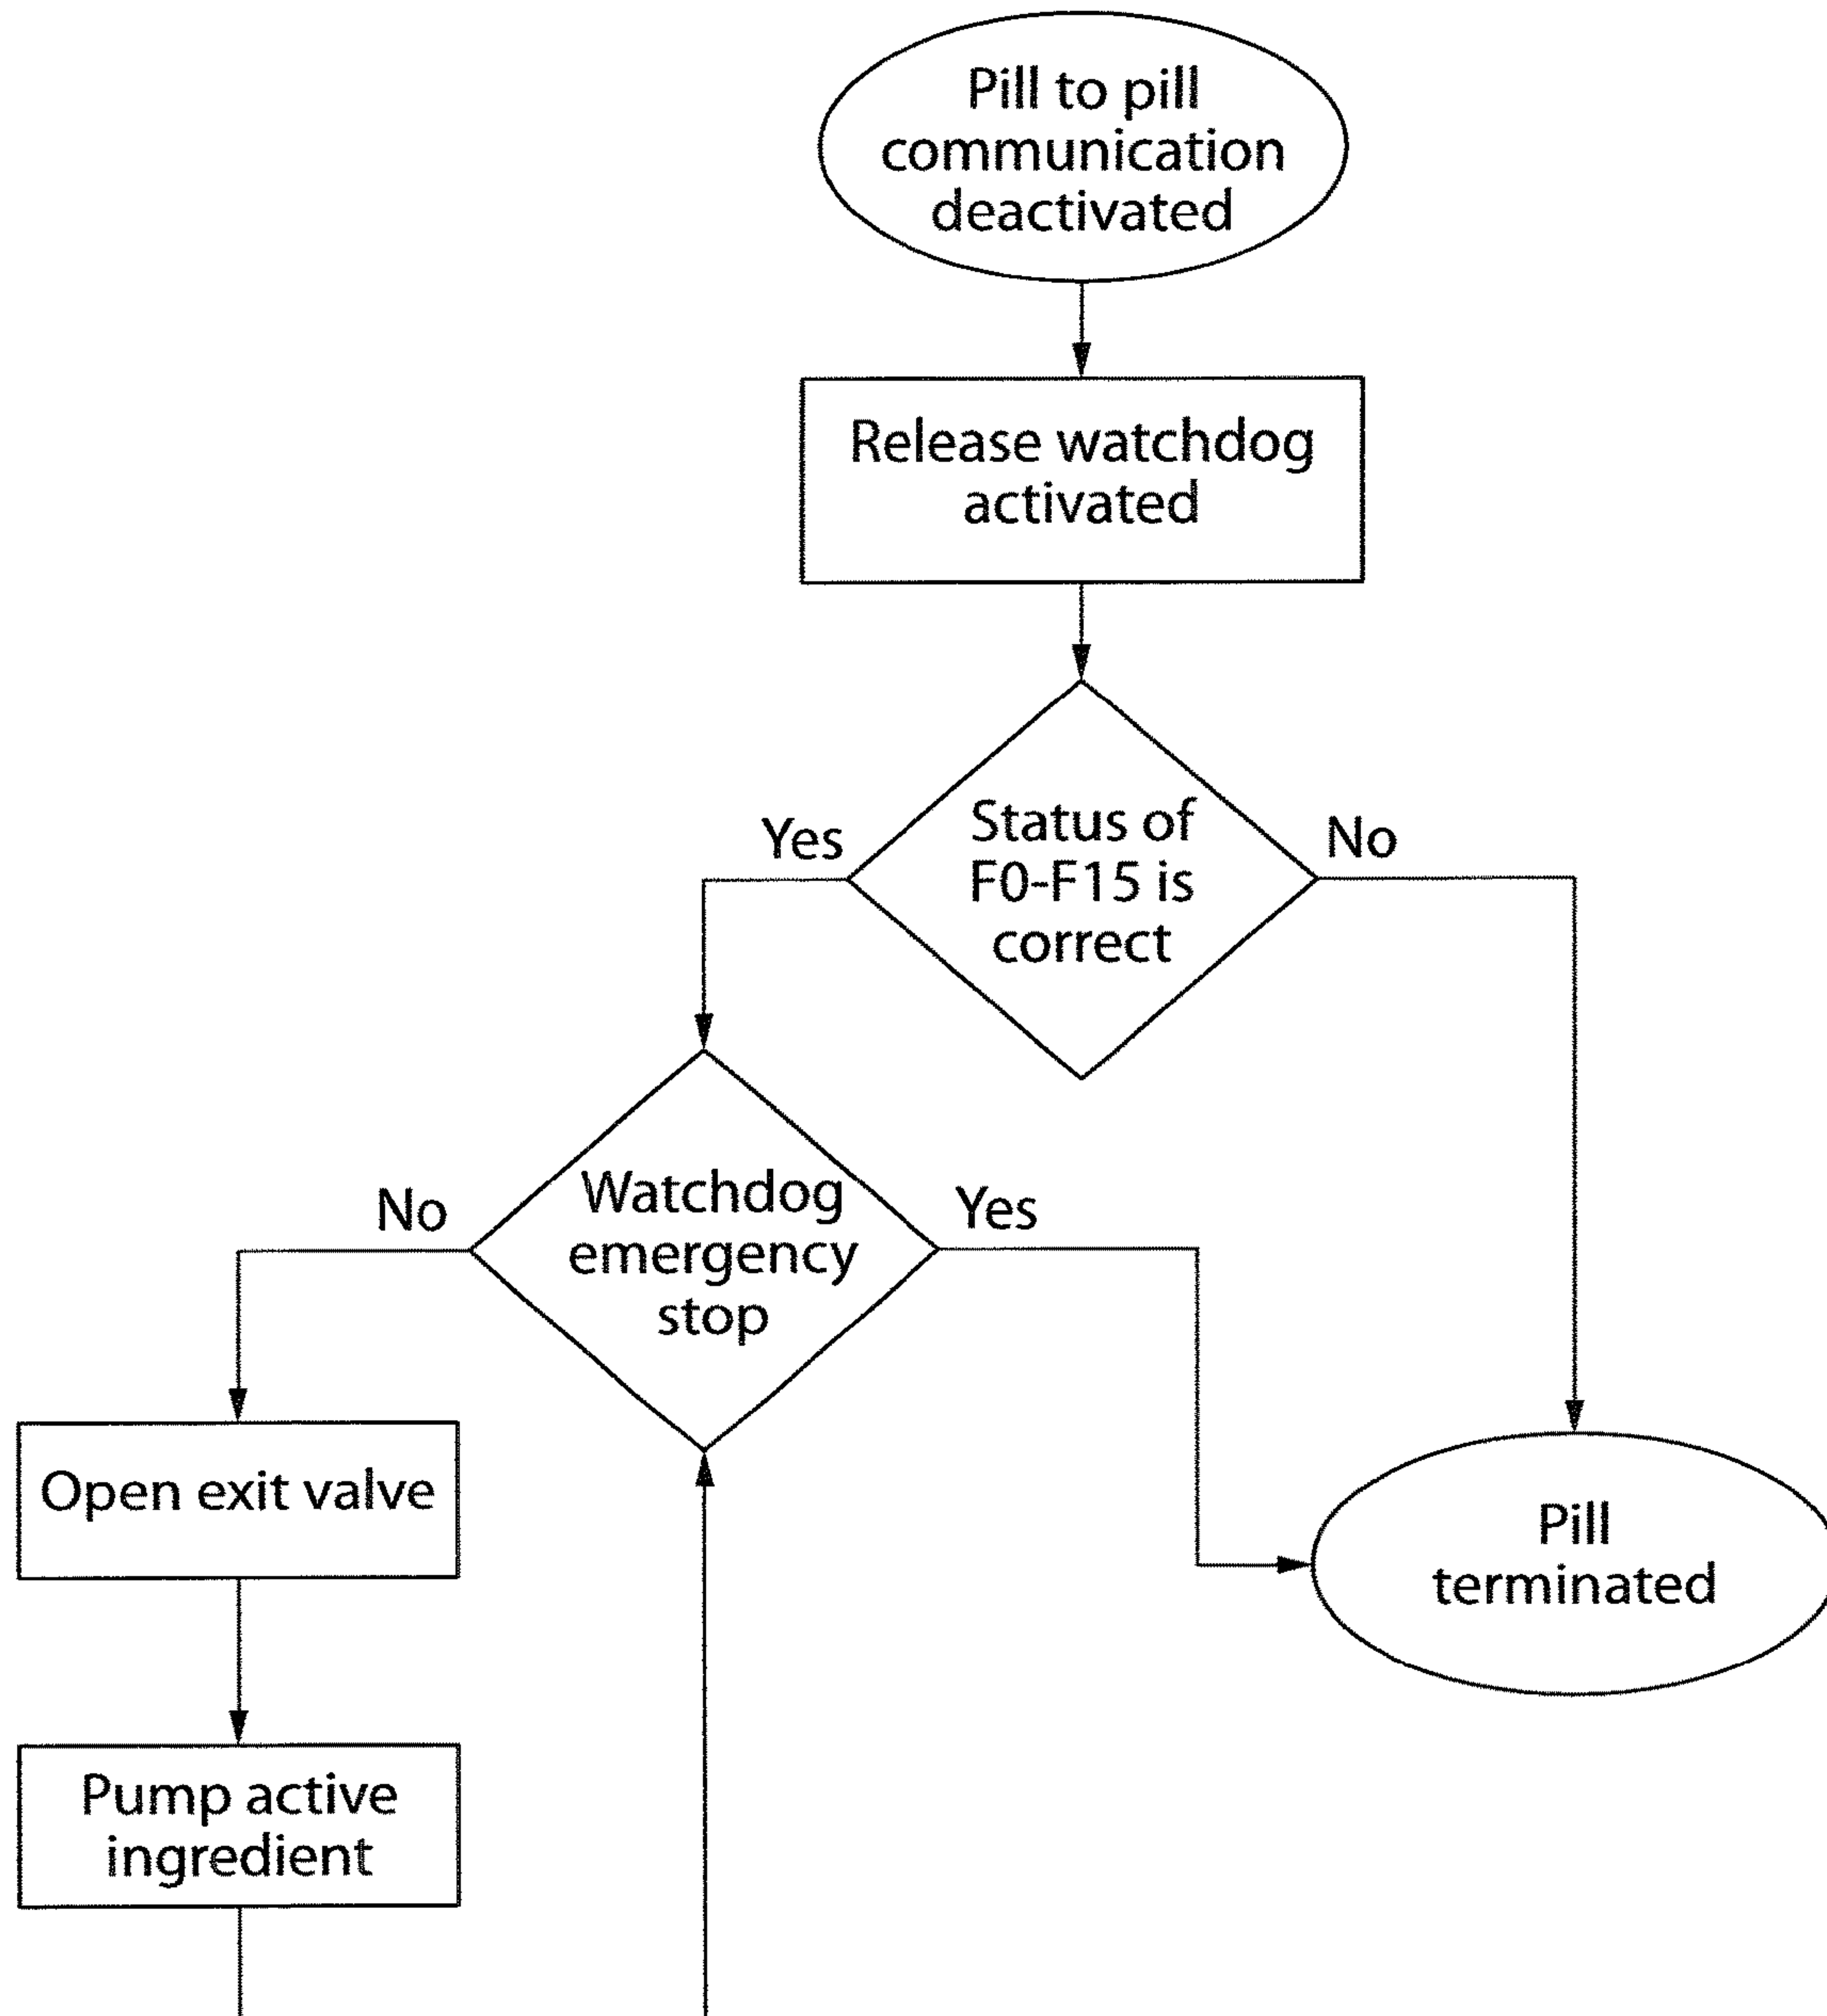 Pill to pill
communication
deactivated
Release watchdog
activated
Yes
Status of
F0-F15 is
correct
No
No
Watchdog
emergency
stop
Yes
Open exit valve
Pill
terminated
Pump active
ingredient